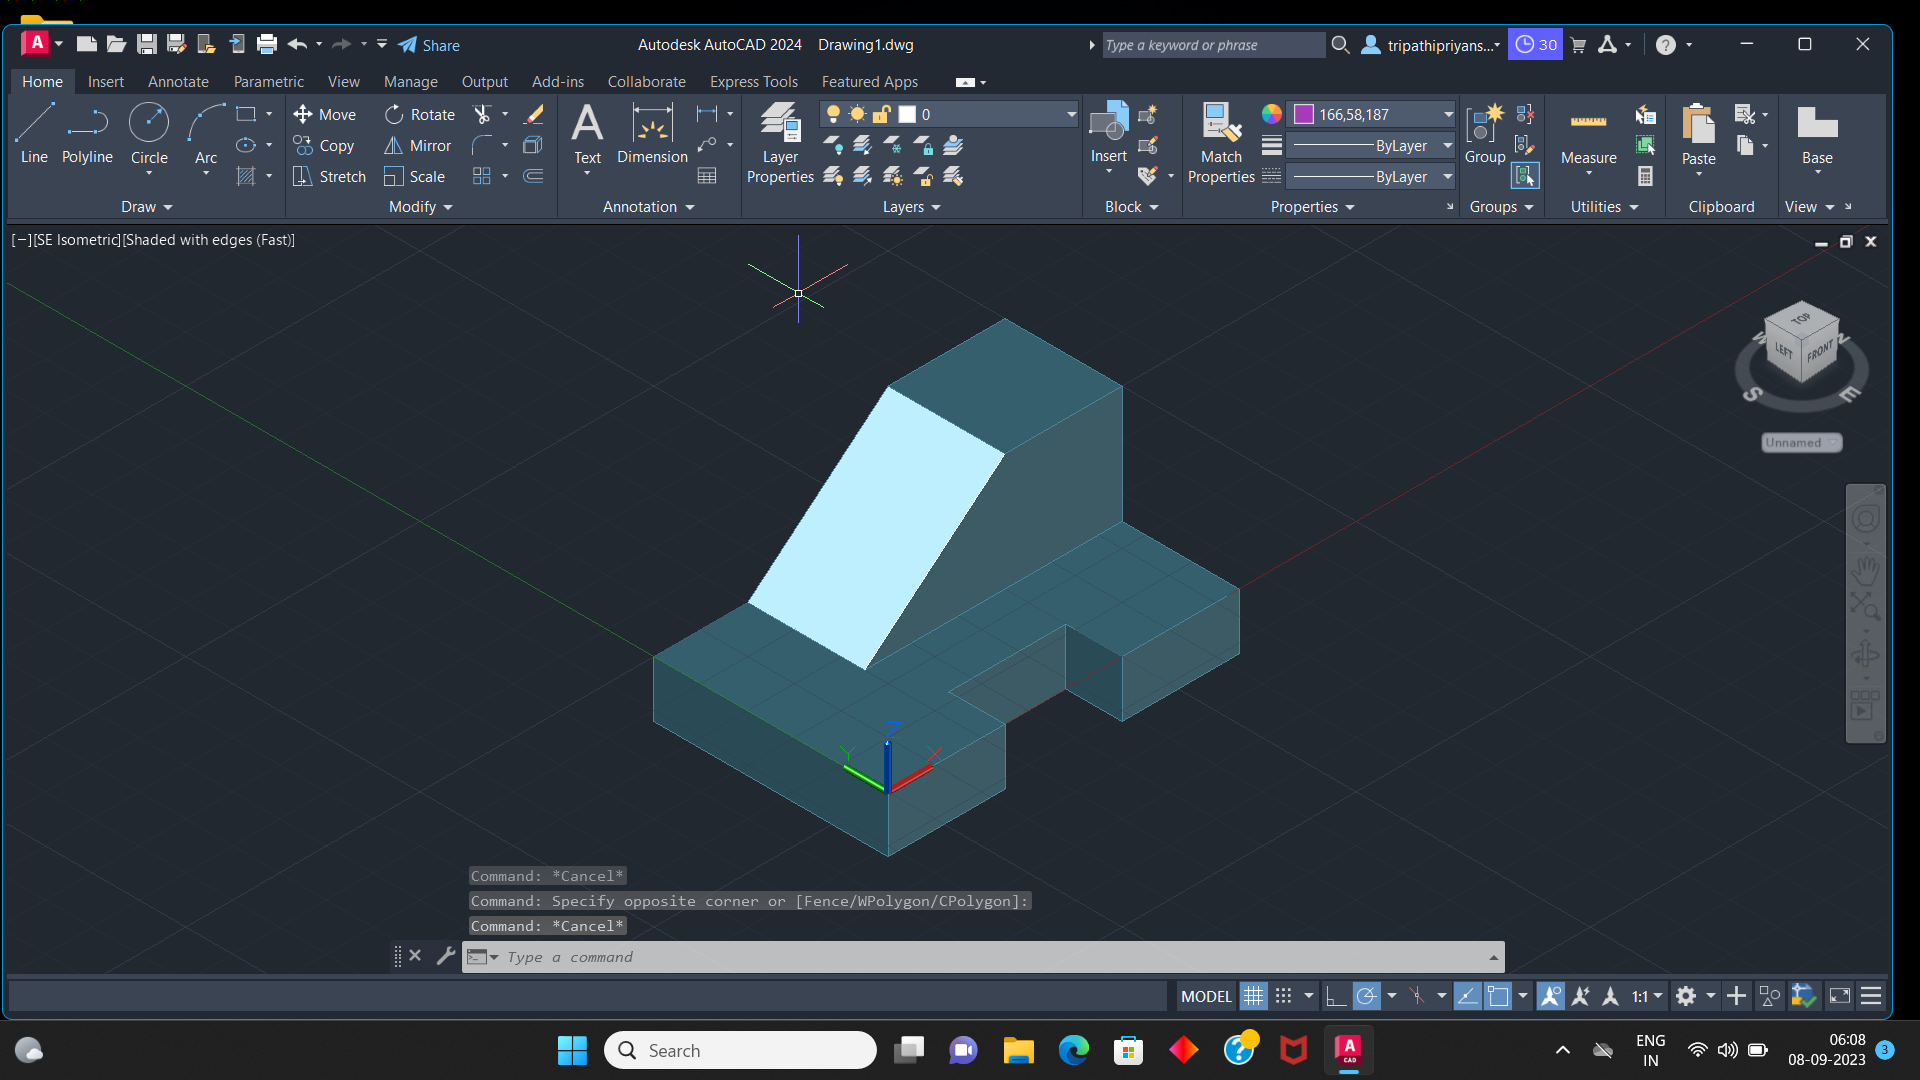 A Share Autodesk AutoCAD 2024 Drawing1.dwg Type a keyword or phrase tripathipriyans... 30
Home Insert Annotate Parametric View Manage Output Add-ins Collaborate Express Tools Featured Apps
Line Polyline Circle Arc
Move Rotate
Copy Mirror
Stretch Scale
Text Dimension
Layer Properties
0
Insert
Match Properties
166,58,187
ByLayer
ByLayer
Group
Measure
Paste
Base
Draw Modify Annotation Layers Block Properties Groups Utilities Clipboard View
[−][SE Isometric][Shaded with edges (Fast)]
TOP
LEFT FRONT
W N
S E
Unnamed
Z
Y X
Command: *Cancel*
Command: Specify opposite corner or [Fence/WPolygon/CPolygon]:
Command: *Cancel*
Type a command
MODEL 1:1
Search
A CAD
ENG
IN
06:08
08-09-2023
3